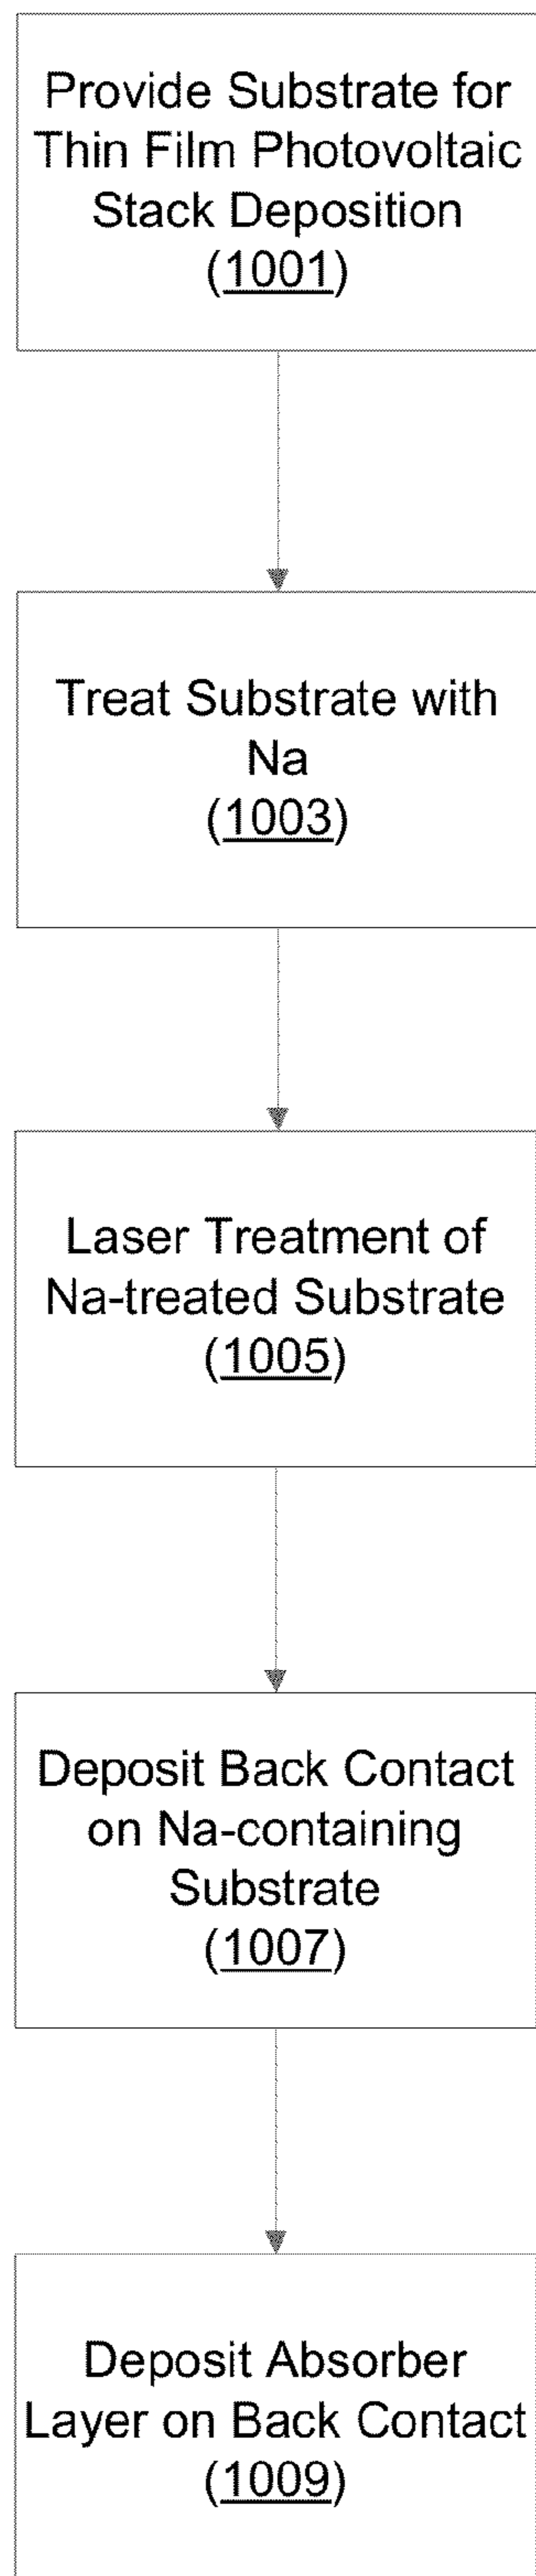 Provide Substrate for
Thin Film Photovoltaic
Stack Deposition
(1001)
Treat Substrate with
Na
(1003)
Laser Treatment of
Na-treated Substrate
(1005)
Deposit Back Contact
on Na-containing
Substrate
(1007)
Deposit Absorber
Layer on Back Contact
(1009)